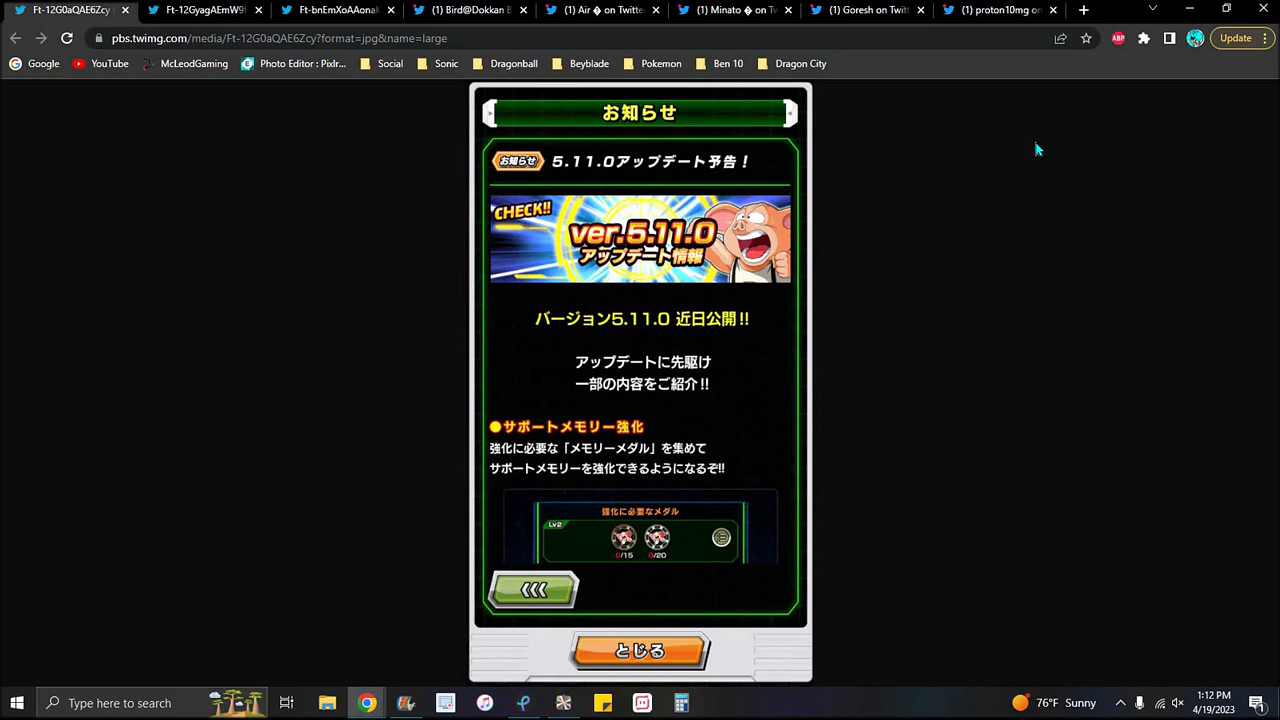 Ft-12G0aQAE6Zcy
Ft-12GyagAEmW9f
Ft-bnEmXoAAonal
(1) Bird@Dokkan B
(1) Air � on Twitte
(1) Minato � on Tw
(1) Goresh on Twitt
(1) proton10mg on
pbs.twimg.com/media/Ft-12G0aQAE6Zcy?format=jpg&name=large
ABP
Update
Google
YouTube
McLeodGaming
Photo Editor : Pixlr...
Social
Sonic
Dragonball
Beyblade
Pokemon
Ben 10
Dragon City
お知らせ
お知らせ 5.11.0アップデート予告！
CHECK!!
ver.5.11.0
アップデート情報
バージョン5.11.0 近日公開!!
アップデートに先駆け
一部の内容をご紹介!!
●サポートメモリー強化
強化に必要な「メモリーメダル」を集めて
サポートメモリーを強化できるようになるぞ!!
強化に必要なメダル
Lv2
0/15 0/20
とじる
Type here to search
76°F Sunny
1:12 PM
4/19/2023